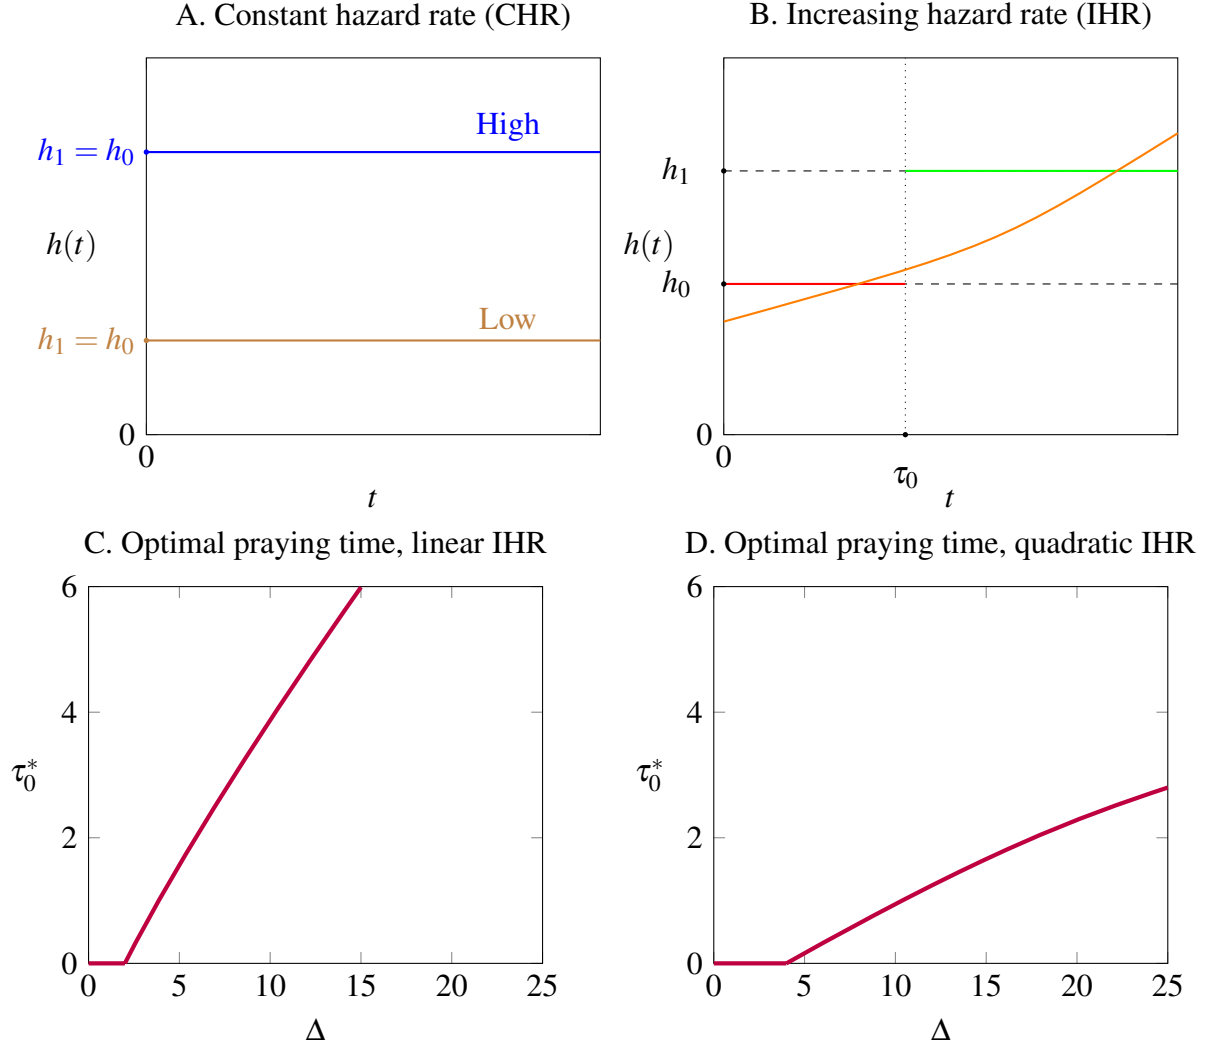 A. Constant hazard rate (CHR)
B. Increasing hazard rate (IHR)
High
h₁ = h₀
h(t)
Low
h₁ = h₀
0
0
t
h₁
h(t)
h₀
0
0
τ₀
t
C. Optimal praying time, linear IHR
D. Optimal praying time, quadratic IHR
6
4
τ₀*
2
0
0 5 10 15 20 25
Δ
6
4
τ₀*
2
0
0 5 10 15 20 25
Δ